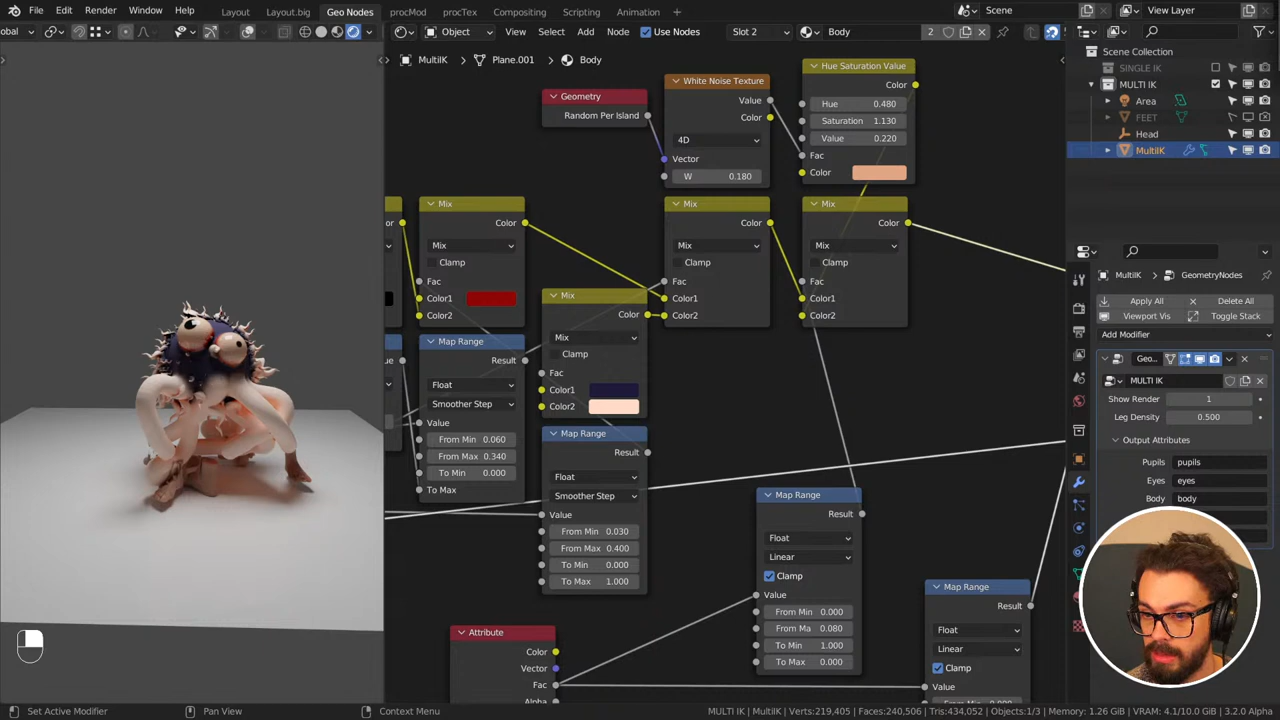 File Edit Render Window Help Layout Layout.big Geo Nodes procMod procTex Compositing Scripting Animation + Scene View Layer
Global Object View Select Add Node Use Nodes Slot 2 Body 2
MultiIK > Plane.001 > Body
Scene Collection
SINGLE IK
MULTI IK
Area
FEET
Head
MultiIK
Geometry
Random Per Island
White Noise Texture
Value
Color
4D
Vector
W 0.180
Hue Saturation Value
Color
Hue 0.480
Saturation 1.130
Value 0.220
Fac
Color
Mix
Color
Mix
Clamp
Fac
Color1
Color2
Map Range
Result
Float
Smoother Step
Value
From Min 0.060
From Max 0.340
To Min 0.000
To Max
Mix
Color
Mix
Clamp
Fac
Color1
Color2
Map Range
Result
Float
Smoother Step
Value
From Min 0.030
From Max 0.400
To Min 0.000
To Max 1.000
Mix
Color
Mix
Clamp
Fac
Color1
Color2
Mix
Color
Mix
Clamp
Fac
Color1
Color2
Map Range
Result
Float
Linear
Clamp
Value
From Min 0.000
From Ma 0.080
To Min 1.000
To Max 0.000
Attribute
Color
Vector
Fac
Alpha
Map Range
Result
Float
Linear
Clamp
Value
MultiIK > GeometryNodes
Apply All Delete All
Viewport Vis Toggle Stack
Add Modifier
Geo..
MULTI IK
Show Render 1
Leg Density 0.500
Output Attributes
Pupils pupils
Eyes eyes
Body body
Set Active Modifier Pan View Context Menu MULTI IK | MultiIK | Verts:219,405 | Faces:240,506 | Tris:434,052 | Objects:1/3 | Memory: 1.26 GiB | VRAM: 4.1/10.0 GiB | 3.2.0 Alpha